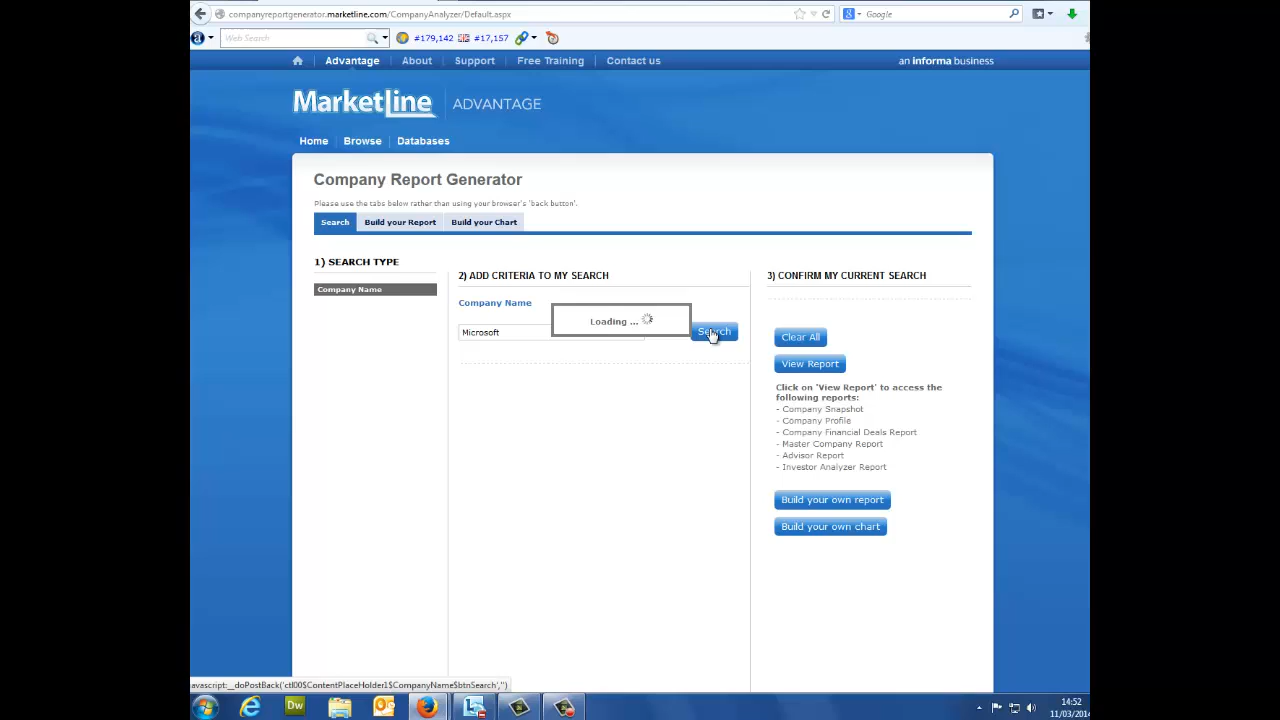 companyreportgenerator.marketline.com/CompanyAnalyzer/Default.aspx
Google
Web Search
#179,142 #17,157
Advantage About Support Free Training Contact us
an informa business
MarketLine ADVANTAGE
Home Browse Databases
Company Report Generator
Please use the tabs below rather than using your browser's 'back button'.
Search Build your Report Build your Chart
1) SEARCH TYPE
Company Name
2) ADD CRITERIA TO MY SEARCH
Company Name
Microsoft
Loading ...
Search
3) CONFIRM MY CURRENT SEARCH
Clear All
View Report
Click on 'View Report' to access the
following reports:
- Company Snapshot
- Company Profile
- Company Financial Deals Report
- Master Company Report
- Advisor Report
- Investor Analyzer Report
Build your own report
Build your own chart
avascript:__doPostBack('ctl00$ContentPlaceHolder1$CompanyName$btnSearch','')
Dw
14:52
11/03/2014